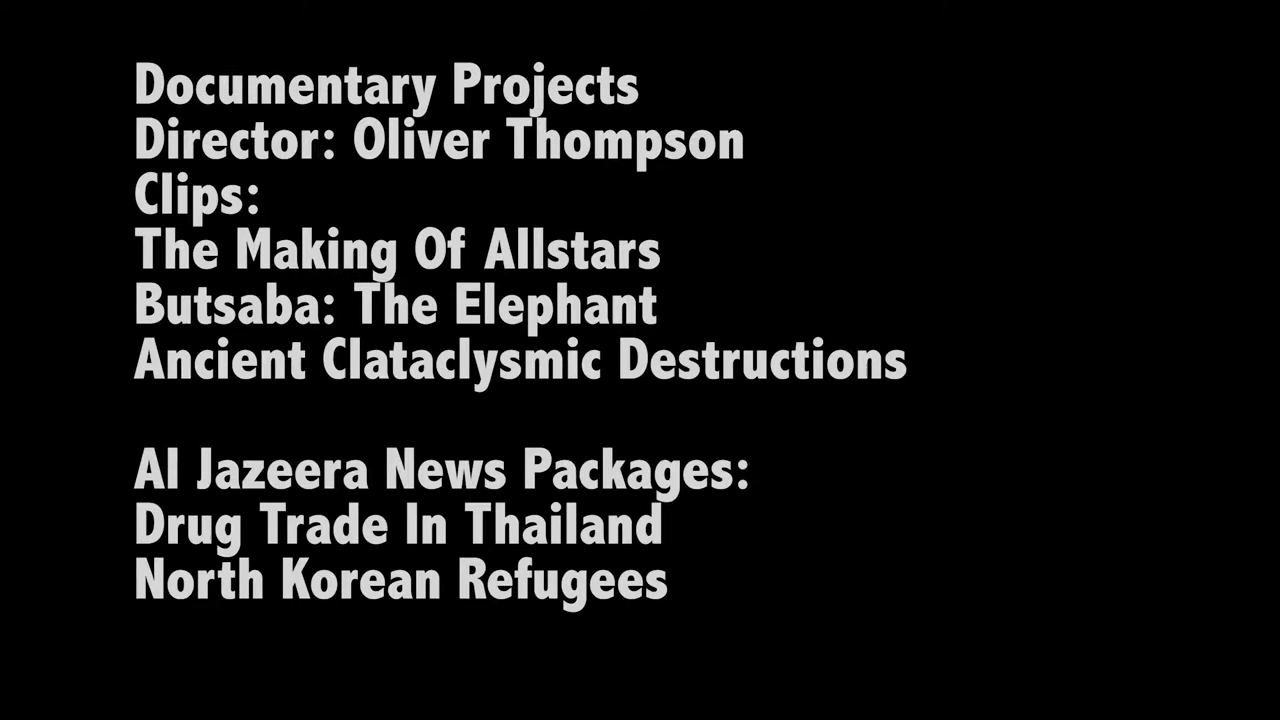 Documentary Projects
Director: Oliver Thompson
Clips:
The Making Of Allstars
Butsaba: The Elephant
Ancient Clataclysmic Destructions
Al Jazeera News Packages:
Drug Trade In Thailand
North Korean Refugees